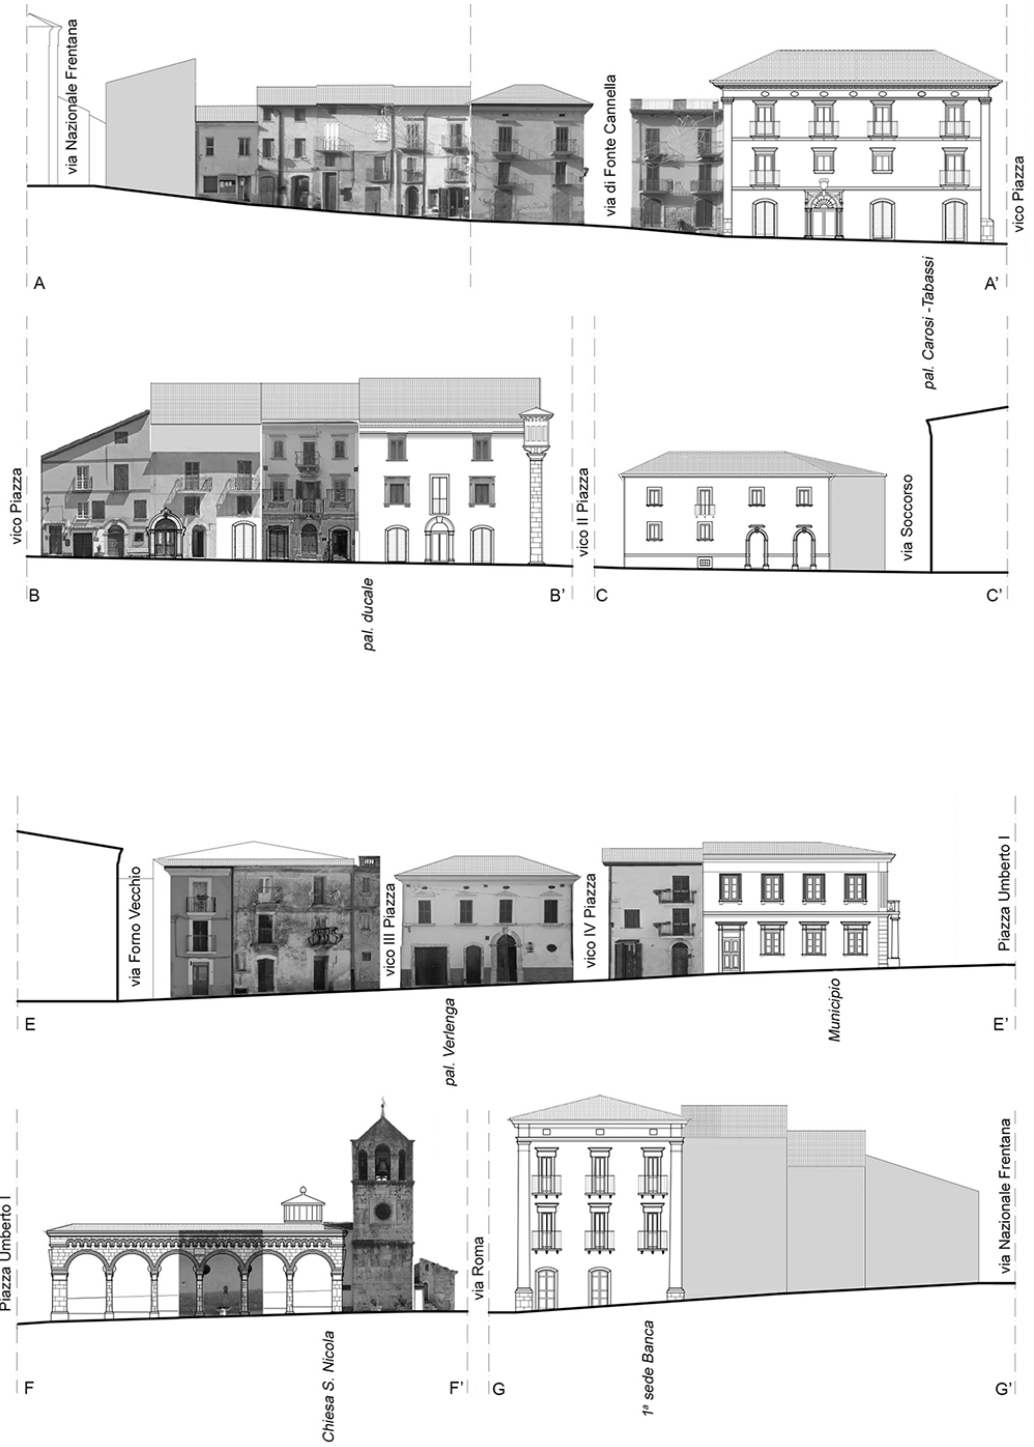 via Nazionale Frentana
via di Fonte Cannella
vico Piazza
A
A'
pal. Carosi -Tabassi
vico Piazza
vico II Piazza
via Soccorso
B
B'
C
C'
pal. ducale
via Forno Vecchio
vico III Piazza
vico IV Piazza
Piazza Umberto I
E
E'
pal. Verlenga
Municipio
Piazza Umberto I
via Roma
via Nazionale Frentana
F
F'
G
G'
Chiesa S. Nicola
1ª sede Banca